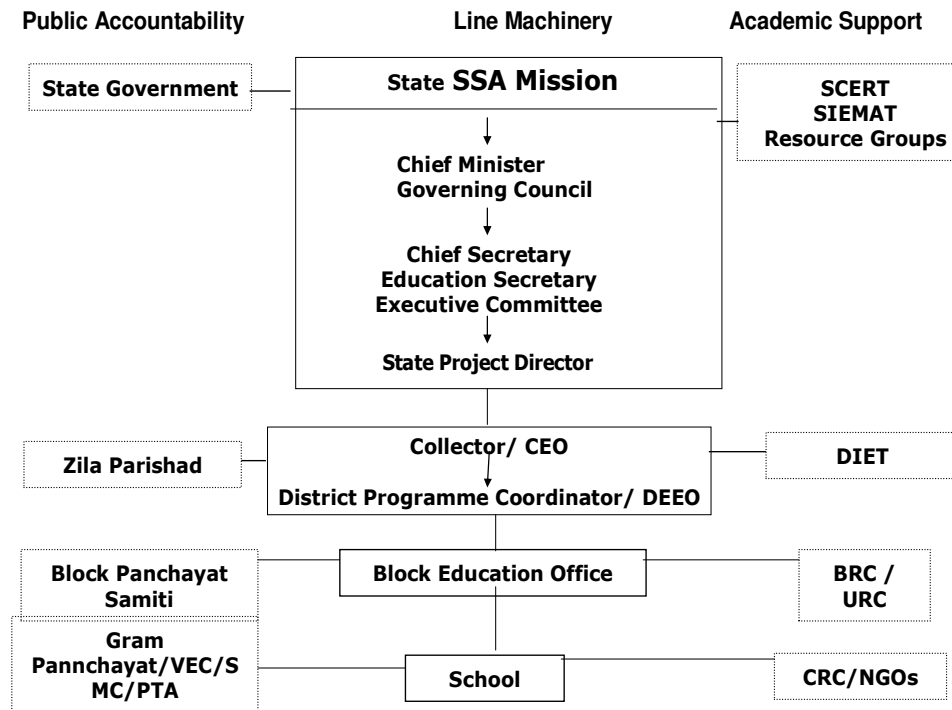 Public Accountability
Line Machinery
Academic Support
State Government
State SSA Mission
SCERT
SIEMAT
Resource Groups
Chief Minister
Governing Council
Chief Secretary
Education Secretary
Executive Committee
State Project Director
Zila Parishad
Collector/ CEO
District Programme Coordinator/ DEEO
DIET
Block Panchayat
Samiti
Block Education Office
BRC /
URC
Gram
Pannchayat/VEC/S
MC/PTA
School
CRC/NGOs